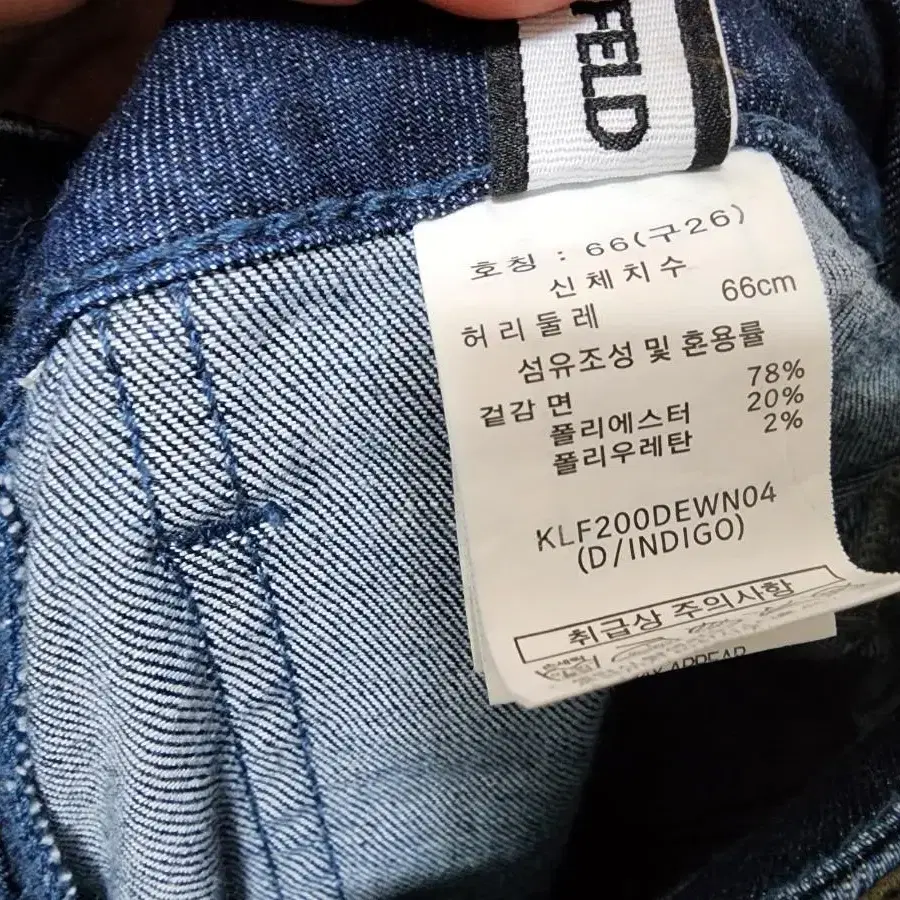 FELD
호칭 : 66(구26)
신체치수
허리둘레 66cm
섬유조성 및 혼용률
겉감 면 78%
폴리에스터 20%
폴리우레탄 2%
KLF200DEWN04
(D/INDIGO)
취급상 주의사항
APPEAR